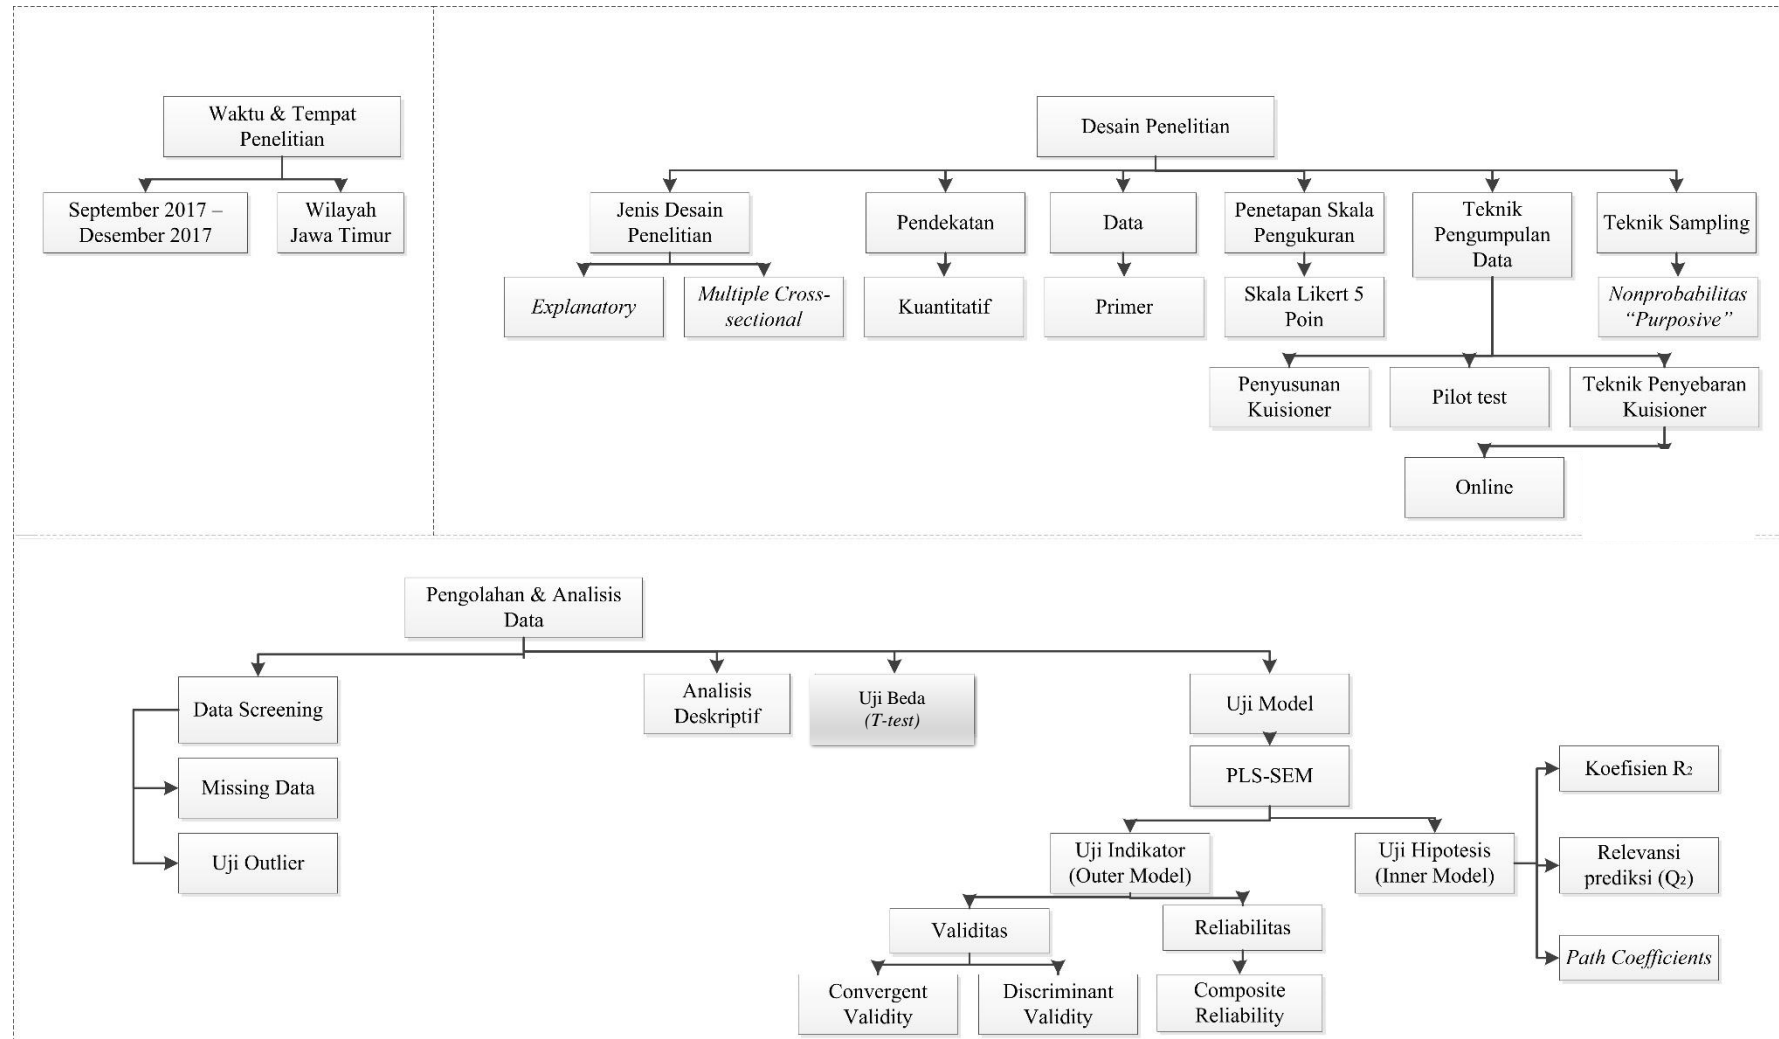 Waktu & Tempat
Penelitian
September 2017 –
Desember 2017
Wilayah
Jawa Timur
Desain Penelitian
Jenis Desain
Penelitian
Pendekatan
Data
Penetapan Skala
Pengukuran
Teknik
Pengumpulan
Data
Teknik Sampling
Explanatory
Multiple Cross-
sectional
Kuantitatif
Primer
Skala Likert 5
Poin
Nonprobabilitas
“Purposive”
Penyusunan
Kuisioner
Pilot test
Teknik Penyebaran
Kuisioner
Online
Pengolahan & Analisis
Data
Data Screening
Analisis
Deskriptif
Uji Beda
(T-test)
Uji Model
Missing Data
Uji Outlier
PLS-SEM
Uji Indikator
(Outer Model)
Uji Hipotesis
(Inner Model)
Koefisien R2
Relevansi
prediksi (Q2)
Path Coefficients
Validitas
Reliabilitas
Convergent
Validity
Discriminant
Validity
Composite
Reliability